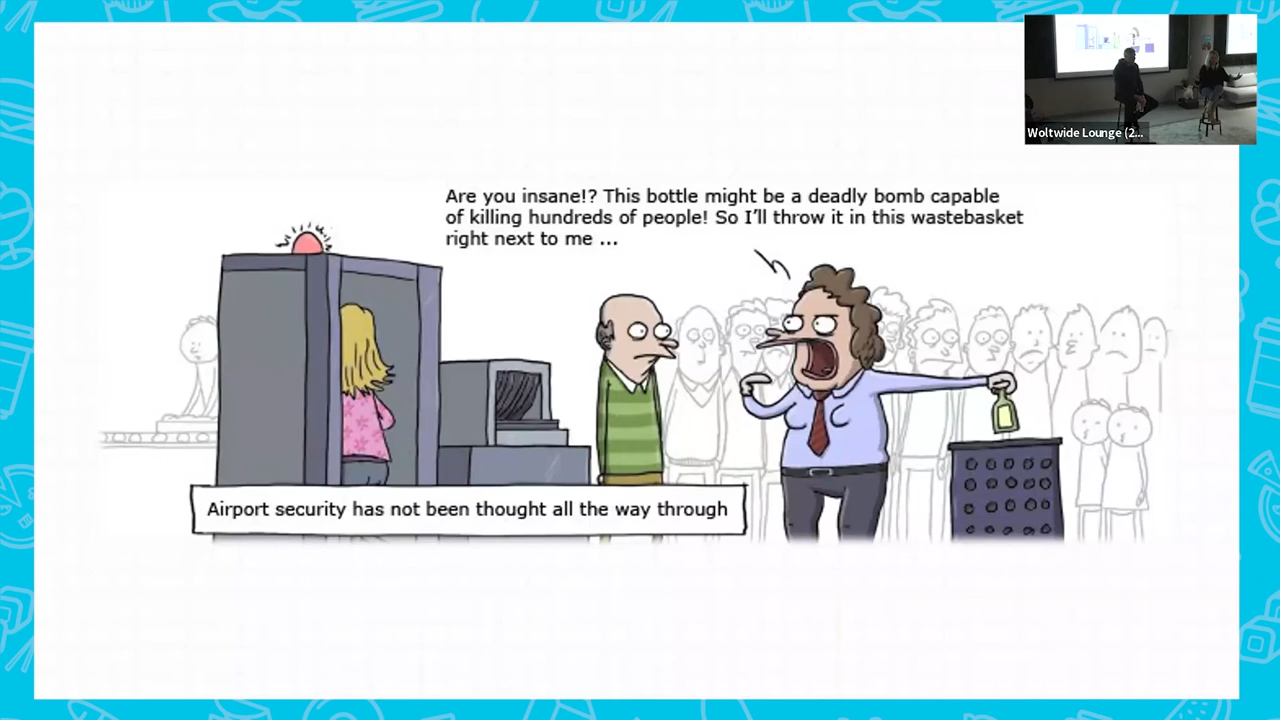 Woltwide Lounge (2...
Are you insane!? This bottle might be a deadly bomb capable
of killing hundreds of people! So I'll throw it in this wastebasket
right next to me ...
Airport security has not been thought all the way through